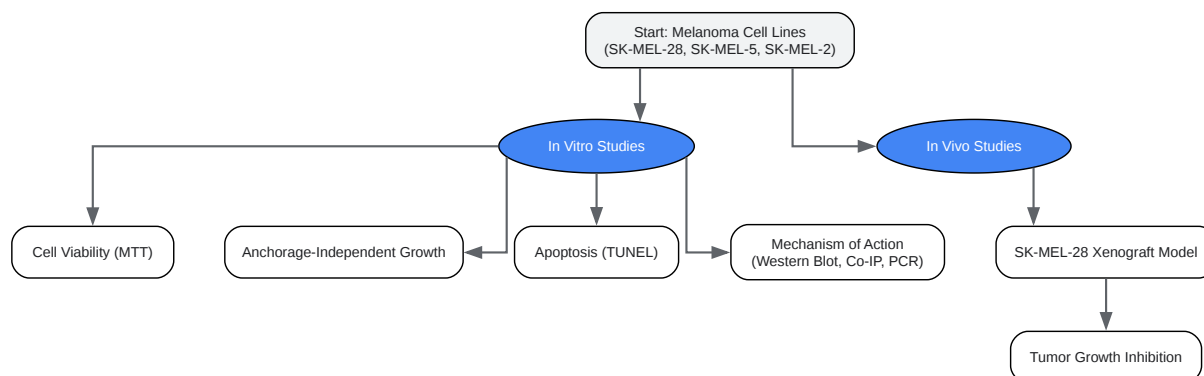 Start: Melanoma Cell Lines
(SK-MEL-28, SK-MEL-5, SK-MEL-2)
In Vitro Studies
In Vivo Studies
Cell Viability (MTT)
Anchorage-Independent Growth
Apoptosis (TUNEL)
Mechanism of Action
(Western Blot, Co-IP, PCR)
SK-MEL-28 Xenograft Model
Tumor Growth Inhibition